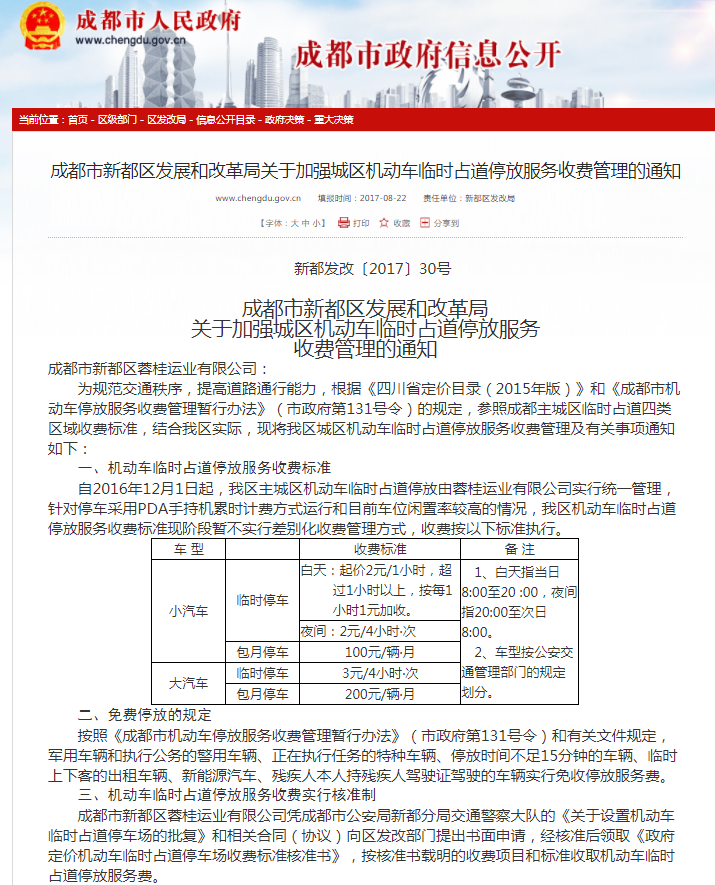 成都市人民政府
www.chengdu.gov.cn
成都市政府信息公开
当前位置：首页 - 区级部门 - 区发改局 - 信息公开目录 - 政府决策 - 重大决策
成都市新都区发展和改革局关于加强城区机动车临时占道停放服务收费管理的通知
www.chengdu.gov.cn 填报时间：2017-08-22 责任单位：新都区发改局
【字体：大 中 小】 打印 收藏 分享到
新都发改〔2017〕30号
成都市新都区发展和改革局
关于加强城区机动车临时占道停放服务
收费管理的通知
成都市新都区蓉桂运业有限公司：
为规范交通秩序，提高道路通行能力，根据《四川省定价目录（2015年版）》和《成都市机
动车停放服务收费管理暂行办法》（市政府第131号令）的规定，参照成都主城区临时占道四类
区域收费标准，结合我区实际，现将我区城区机动车临时占道停放服务收费管理及有关事项通知
如下：
一、机动车临时占道停放服务收费标准
自2016年12月1日起，我区主城区机动车临时占道停放由蓉桂运业有限公司实行统一管理，
针对停车采用PDA手持机累时计费方式运行和目前车位闲置率较高的情况，我区机动车临时占道
停放服务收费标准现阶段暂不实行差别化收费管理方式，收费按以下标准执行。
车 型 收费标准 备 注
小汽车 临时停车 白天：起价2元/1小时，超
过1小时以上，按每1
小时1元加收。
夜间：2元/4小时·次
包月停车 100元/辆·月
大汽车 临时停车 3元/4小时·次
包月停车 200元/辆·月
1、白天指当日
8:00至20 :00，夜间
指20:00至次日
8:00。
2、车型按公安交
通管理部门的规定
划分。
二、免费停放的规定
按照《成都市机动车停放服务收费管理暂行办法》（市政府第131号令）和有关文件规定，
军用车辆和执行公务的警用车辆、正在执行任务的特种车辆、停放时间不足15分钟的车辆、临时
上下客的出租车辆、新能源汽车、残疾人本人持残疾人驾驶证驾驶的车辆实行免收停放服务费。
三、机动车临时占道停放服务收费实行核准制
成都市新都区蓉桂运业有限公司凭成都市公安局新都分局交通警察大队的《关于设置机动车
临时占道停车场的批复》和相关合同（协议）向区发改部门提出书面申请，经核准后领取《政府
定价机动车临时占道停车场收费标准核准书》，按核准书载明的收费项目和标准收取机动车临时
占道停放服务费。